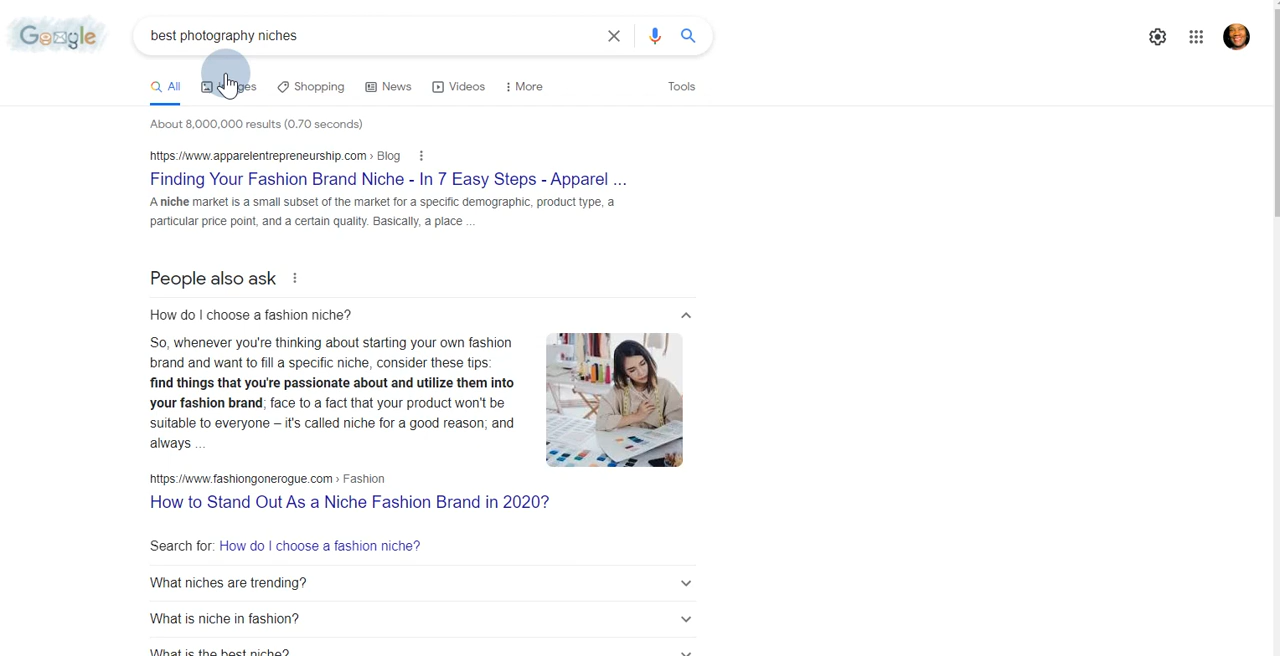 Google
best photography niches
All
Shopping
News
Videos
More
Tools
About 8,000,000 results (0.70 seconds)
https://www.apparelentrepreneurship.com › Blog
Finding Your Fashion Brand Niche - In 7 Easy Steps - Apparel ...
A niche market is a small subset of the market for a specific demographic, product type, a
particular price point, and a certain quality. Basically, a place ...
People also ask
How do I choose a fashion niche?
So, whenever you're thinking about starting your own fashion
brand and want to fill a specific niche, consider these tips:
find things that you're passionate about and utilize them into
your fashion brand; face to a fact that your product won't be
suitable to everyone – it's called niche for a good reason; and
always ...
https://www.fashiongonerogue.com › Fashion
How to Stand Out As a Niche Fashion Brand in 2020?
Search for: How do I choose a fashion niche?
What niches are trending?
What is niche in fashion?
What is the best niche?